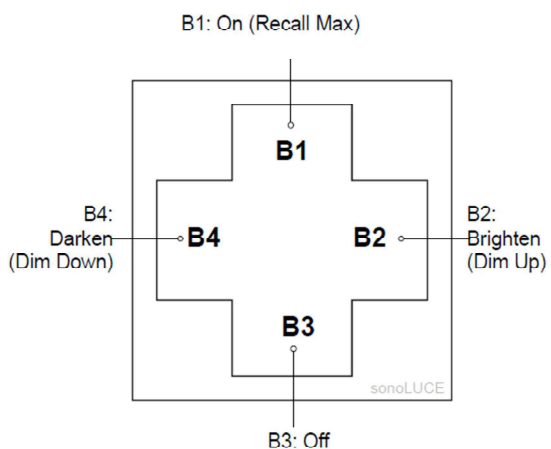 B1: On (Recall Max)
B1
B4:
Darken
(Dim Down)
B4
B2
B2:
Brighten
(Dim Up)
B3
sonoLUCE
B3: Off